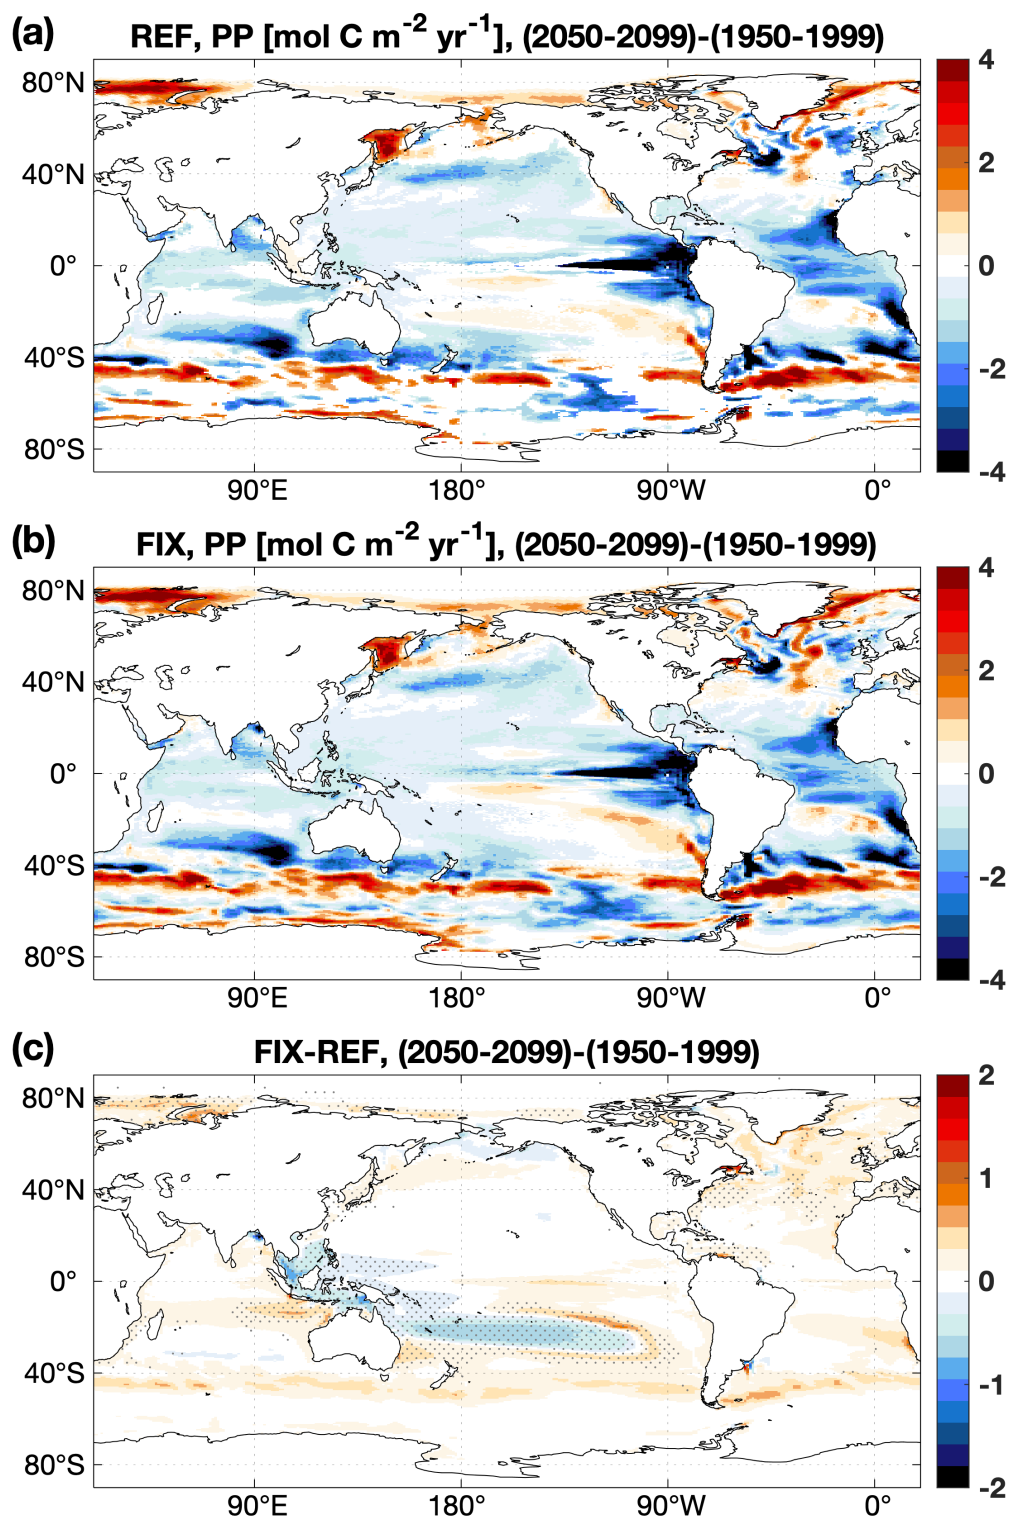 (a)
REF, PP [mol C m-2 yr-1], (2050-2099)-(1950-1999)
80°N
40°N
0°
40°S
80°S
90°E
180°
90°W
0°
4
2
0
-2
-4
(b)
FIX, PP [mol C m-2 yr-1], (2050-2099)-(1950-1999)
80°N
40°N
0°
40°S
80°S
90°E
180°
90°W
0°
4
2
0
-2
-4
(c)
FIX-REF, (2050-2099)-(1950-1999)
80°N
40°N
0°
40°S
80°S
90°E
180°
90°W
0°
2
1
0
-1
-2